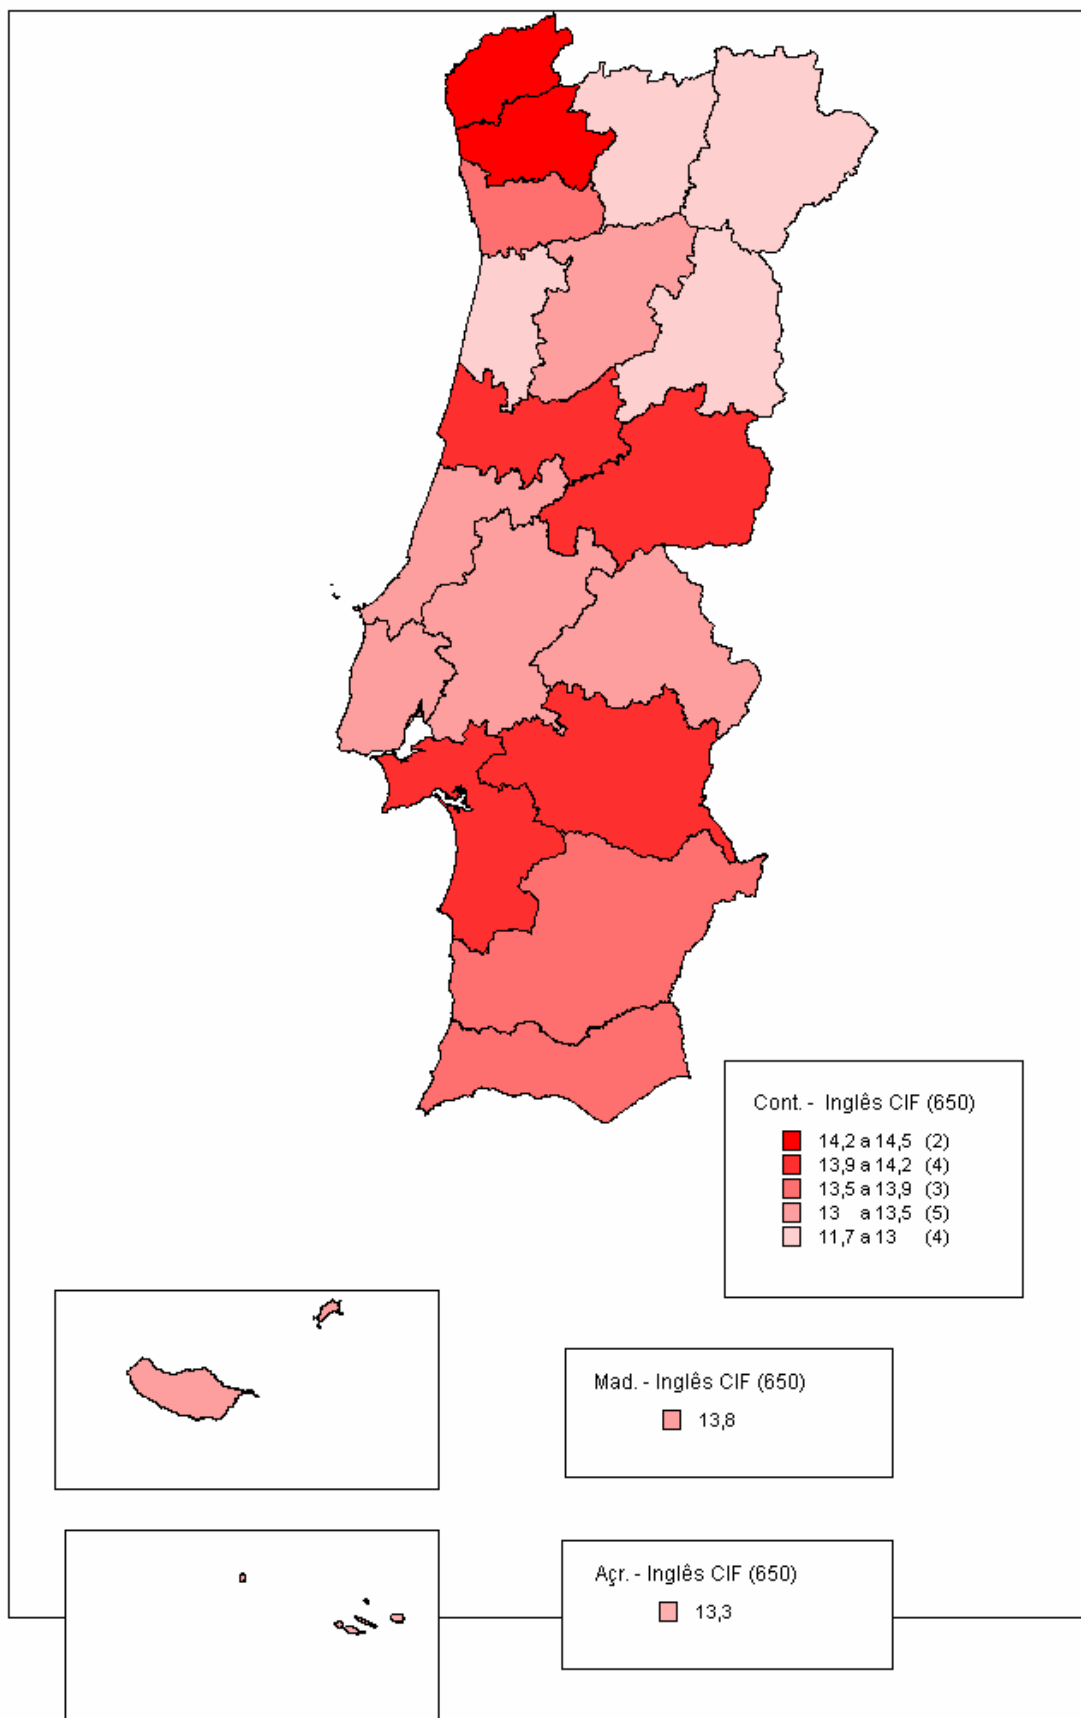 Cont. - Inglês CIF (650)
14,2 a 14,5 (2)
13,9 a 14,2 (4)
13,5 a 13,9 (3)
13 a 13,5 (5)
11,7 a 13 (4)
Mad. - Inglês CIF (650)
13,8
Açr. - Inglês CIF (650)
13,3